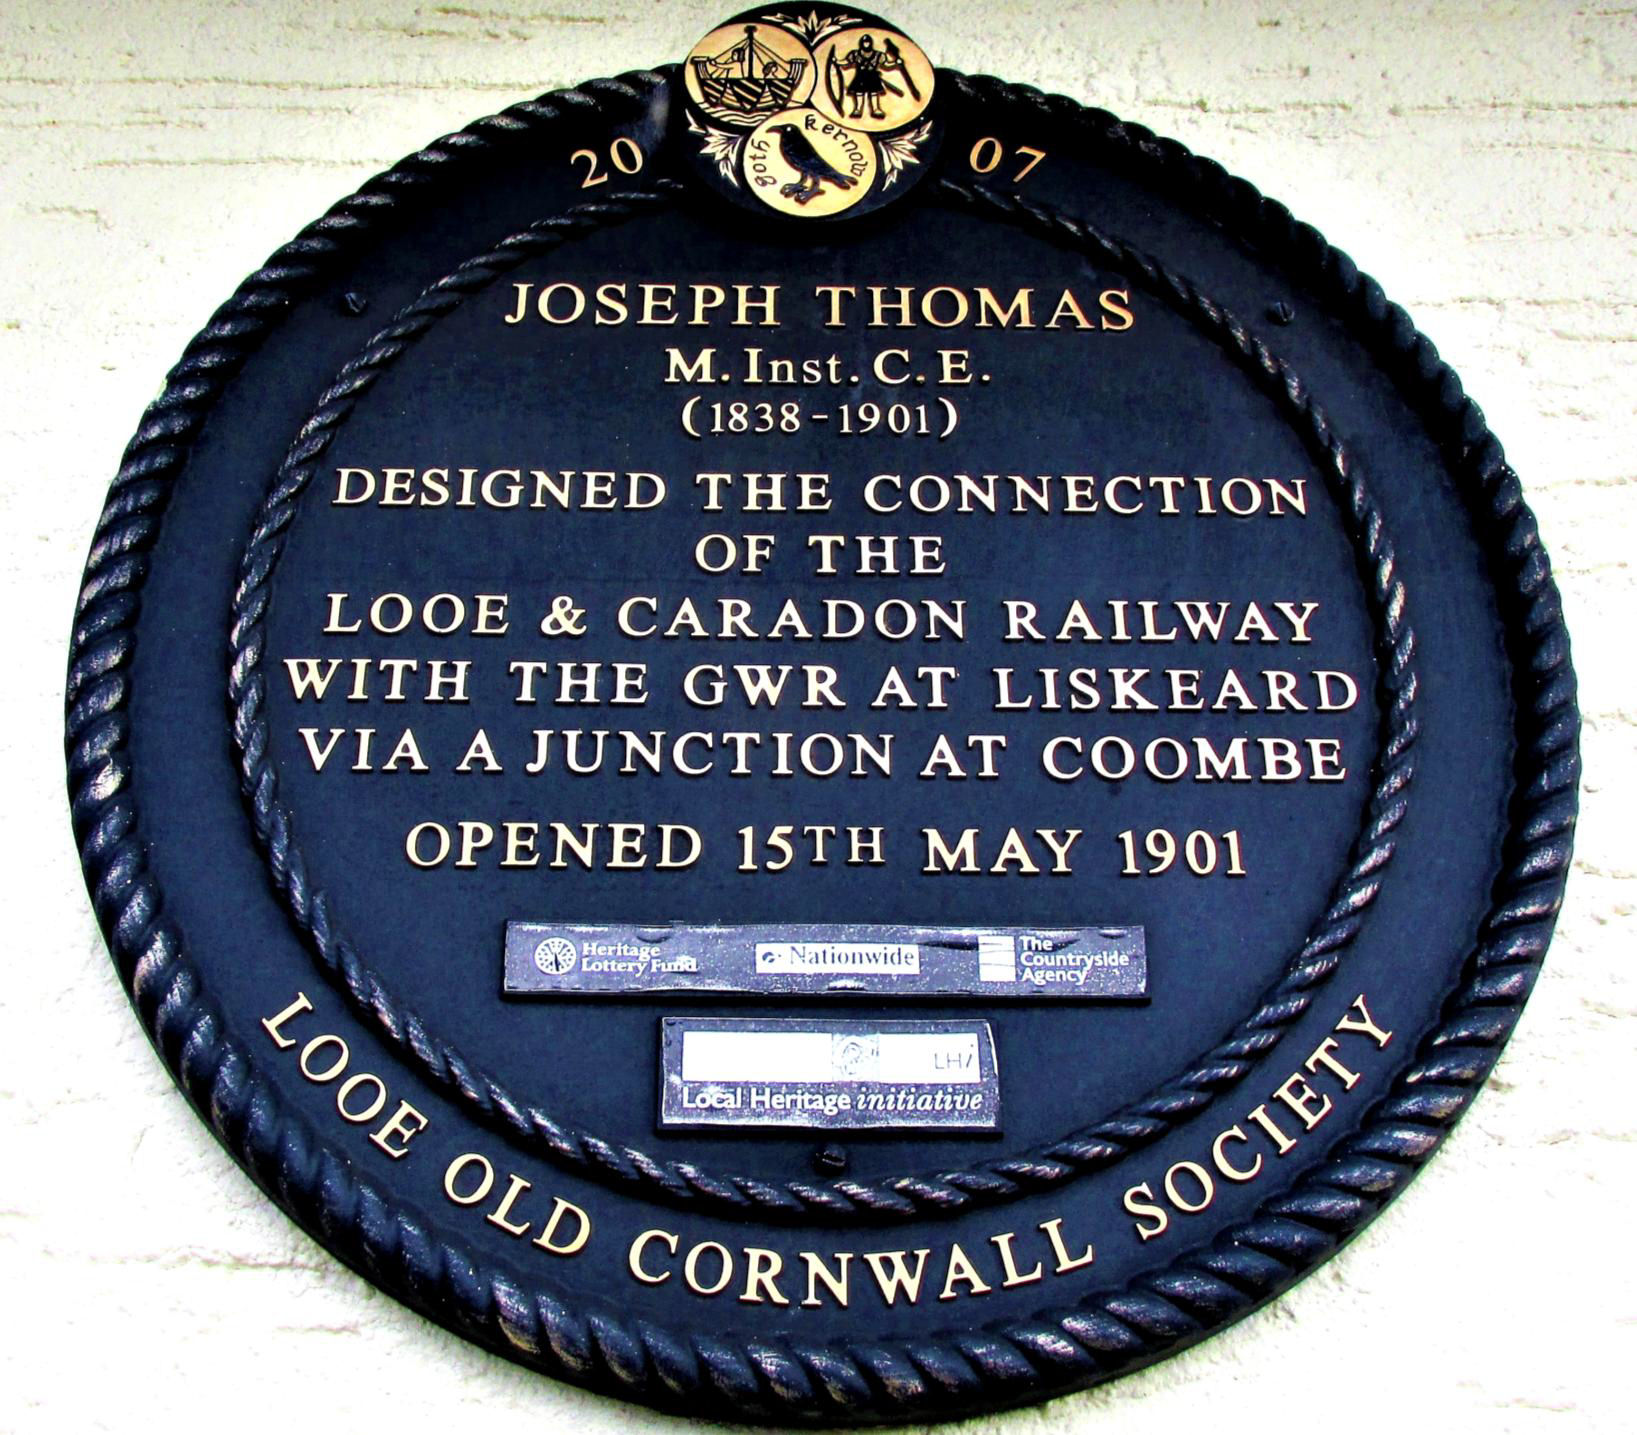 20 07
goth kernow
JOSEPH THOMAS
M.Inst.C.E.
(1838-1901)
DESIGNED THE CONNECTION
OF THE
LOOE & CARADON RAILWAY
WITH THE GWR AT LISKEARD
VIA A JUNCTION AT COOMBE
OPENED 15TH MAY 1901
Heritage
Lottery Fund
Nationwide
The
Countryside
Agency
LHi
Local Heritage initiative
LOOE OLD CORNWALL SOCIETY